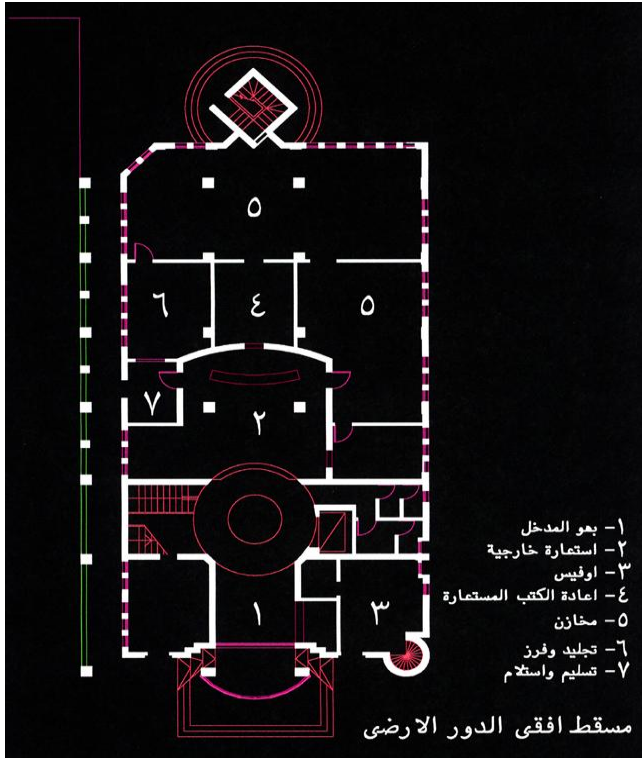 ٥
٦
٤
٥
٧
٢
١
٣
١- بهو المدخل
٢- استعارة خارجية
٣- اوفيس
٤- اعادة الكتب المستعارة
٥- مخازن
٦- تجليد وفرز
٧- تسليم واستلام
مسقط افقى الدور الارضى